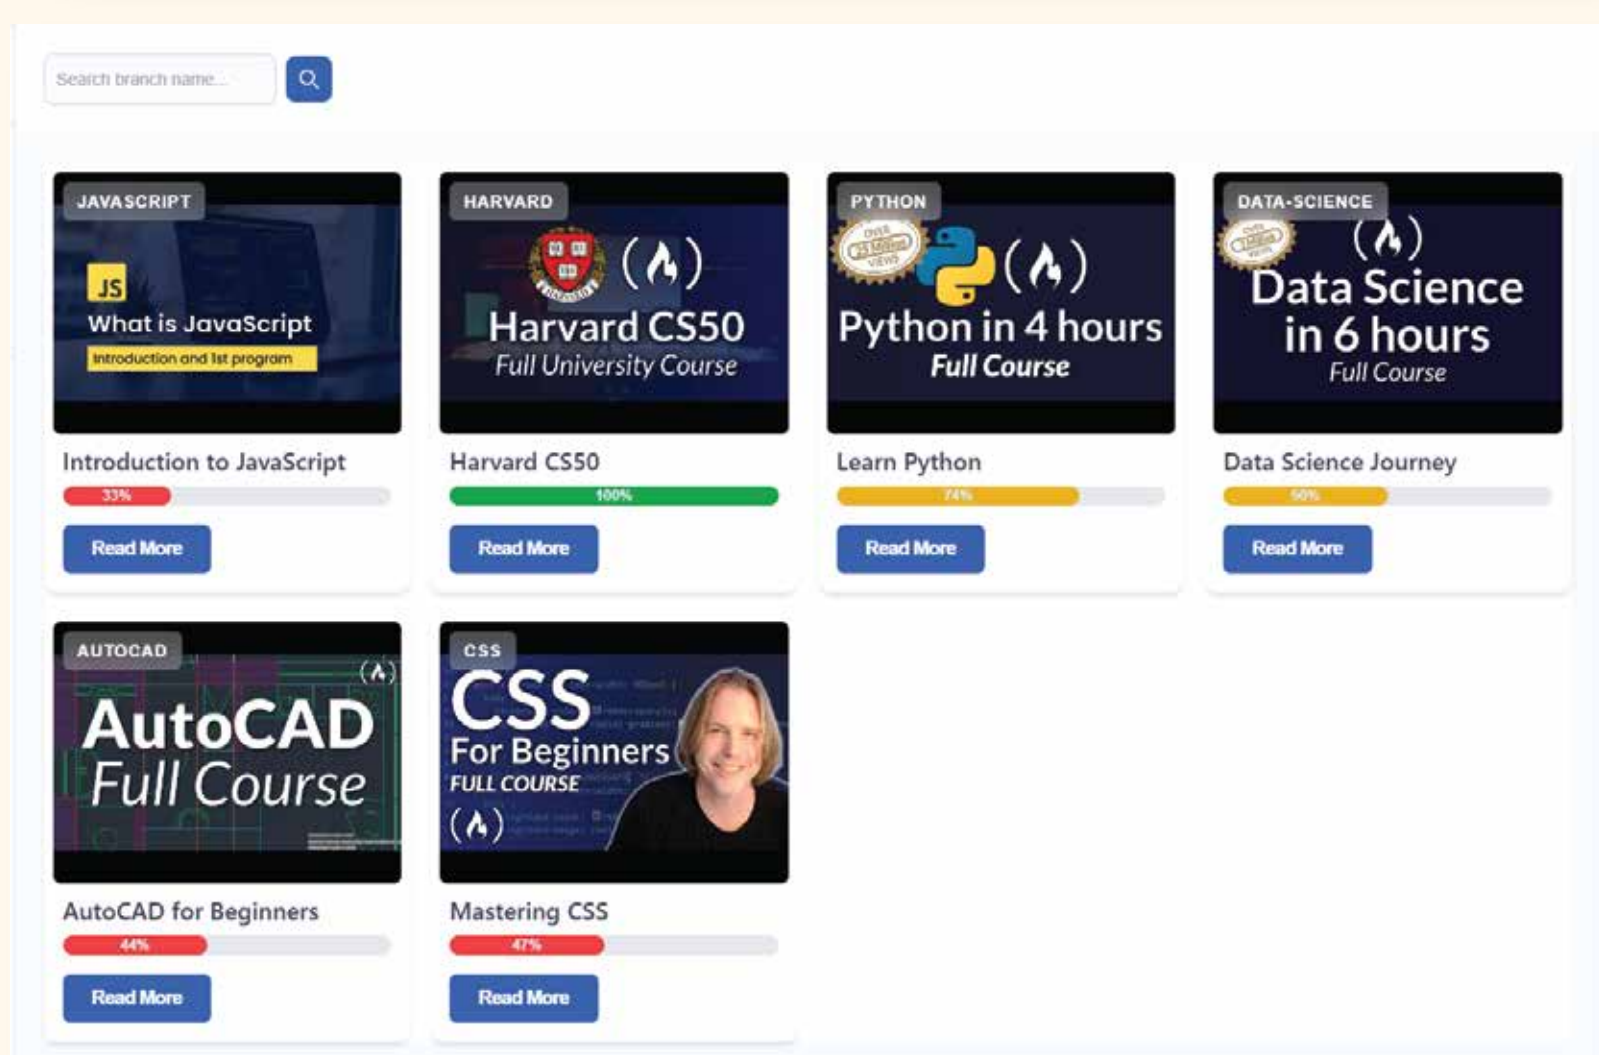 Search branch name...
JAVASCRIPT
JS
What is JavaScript
Introduction and 1st program
Introduction to JavaScript
33%
Read More
HARVARD
Harvard CS50
Full University Course
Harvard CS50
100%
Read More
PYTHON
OVER
VIEWS
Python in 4 hours
Full Course
Learn Python
74%
Read More
DATA-SCIENCE
Data Science
in 6 hours
Full Course
Data Science Journey
50%
Read More
AUTOCAD
AutoCAD
Full Course
AutoCAD for Beginners
44%
Read More
CSS
CSS
For Beginners
FULL COURSE
Mastering CSS
47%
Read More